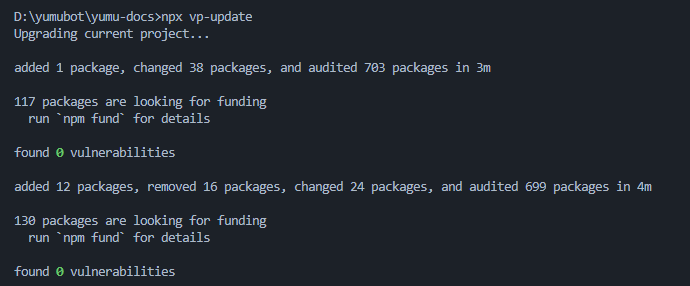 D:\yumubot\yumu-docs>npx vp-update
Upgrading current project...
added 1 package, changed 38 packages, and audited 703 packages in 3m
117 packages are looking for funding
  run `npm fund` for details
found 0 vulnerabilities
added 12 packages, removed 16 packages, changed 24 packages, and audited 699 packages in 4m
130 packages are looking for funding
  run `npm fund` for details
found 0 vulnerabilities